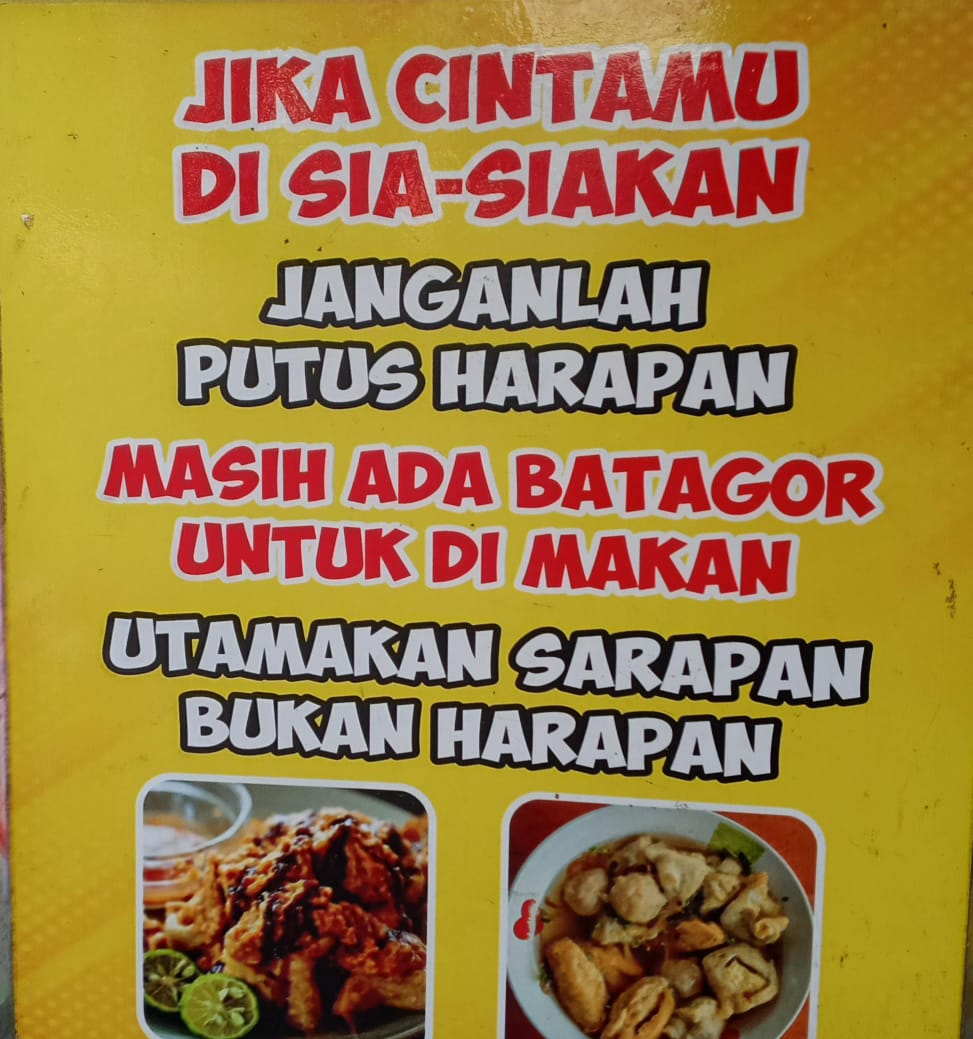 JIKA CINTAMU
DI SIA-SIAKAN
JANGANLAH
PUTUS HARAPAN
MASIH ADA BATAGOR
UNTUK DI MAKAN
UTAMAKAN SARAPAN
BUKAN HARAPAN